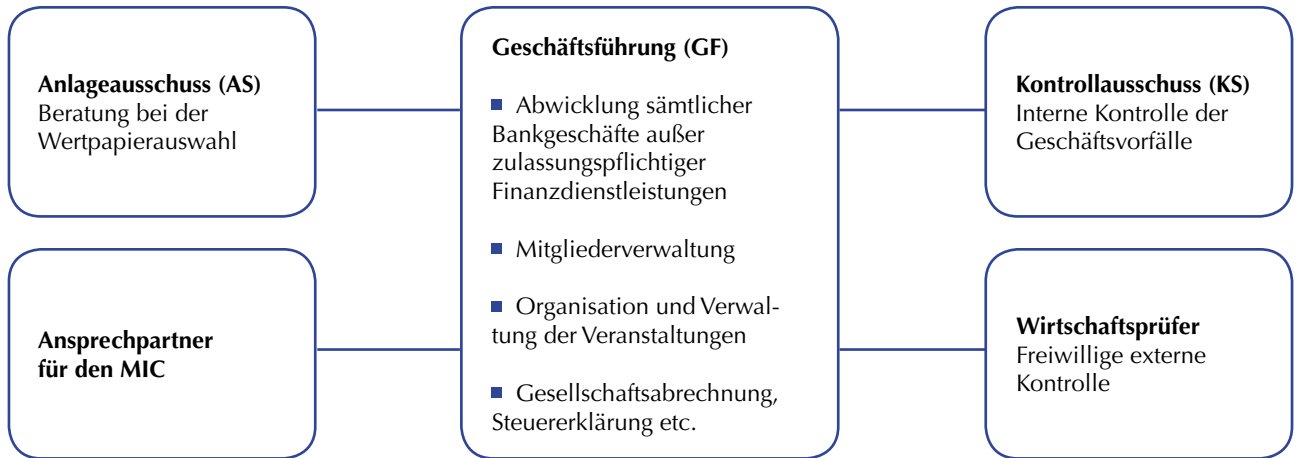 Anlageausschuss (AS)
Beratung bei der
Wertpapierauswahl
Ansprechpartner
für den MIC
Geschäftsführung (GF)
■ Abwicklung sämtlicher
Bankgeschäfte außer
zulassungspflichtiger
Finanzdienstleistungen
■ Mitgliederverwaltung
■ Organisation und Verwal-
tung der Veranstaltungen
■ Gesellschaftsabrechnung,
Steuererklärung etc.
Kontrollausschuss (KS)
Interne Kontrolle der
Geschäftsvorfälle
Wirtschaftsprüfer
Freiwillige externe
Kontrolle